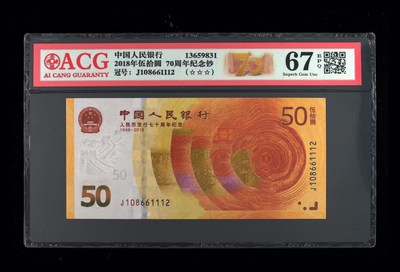 ACG
AI CANG GUARANTY
中国人民银行 13659831
2018年伍拾圆 70周年纪念钞
冠号: J108661112 (☆☆☆)
67 EPQ
Superb Gem Unc
中国人民银行
人民币发行七十周年纪念
1948-2018
50 伍拾圆
50
50
J108661112
J108661112